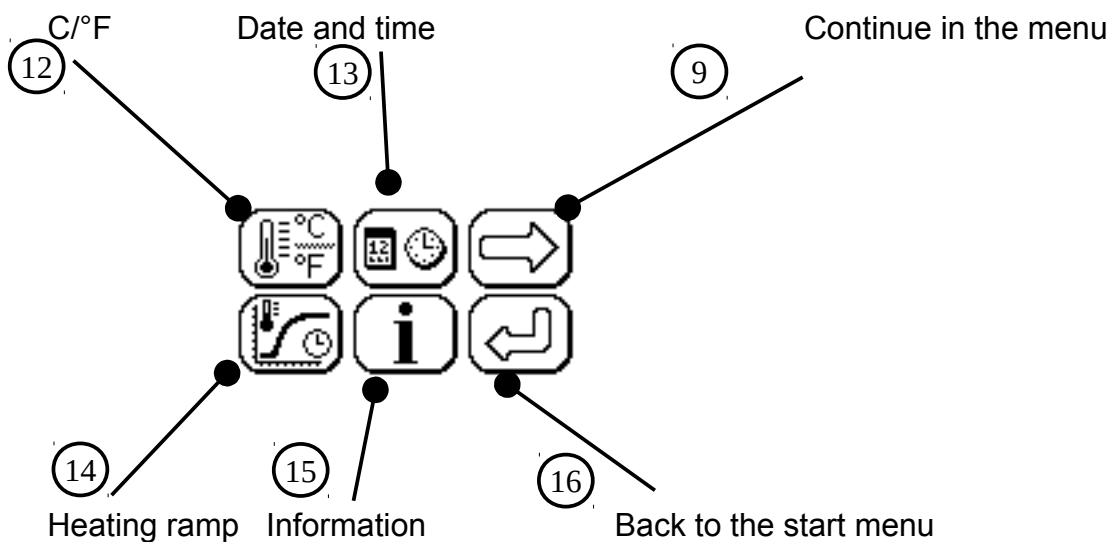 C/°F
Date and time
Continue in the menu
12
13
9
°C
°F
12
i
14
15
16
Heating ramp
Information
Back to the start menu